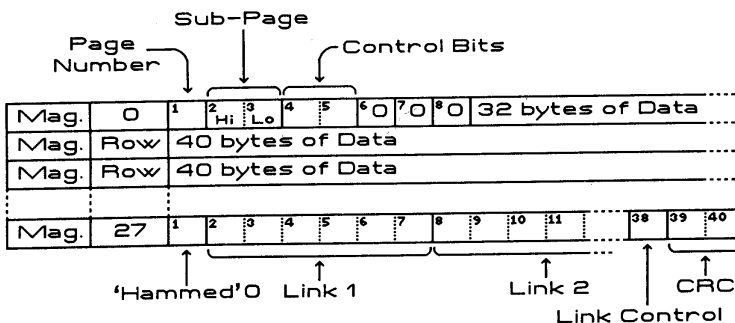 Sub-Page
Page Number
Control Bits
Mag. 0 1 2 Hi 3 Lo 4 5 6 0 7 0 8 0 32 bytes of Data
Mag. Row 40 bytes of Data
Mag. Row 40 bytes of Data
Mag. 27 1 2 3 4 5 6 7 8 9 10 11 38 39 40
'Hammed'0 Link 1 Link 2 CRC
Link Control